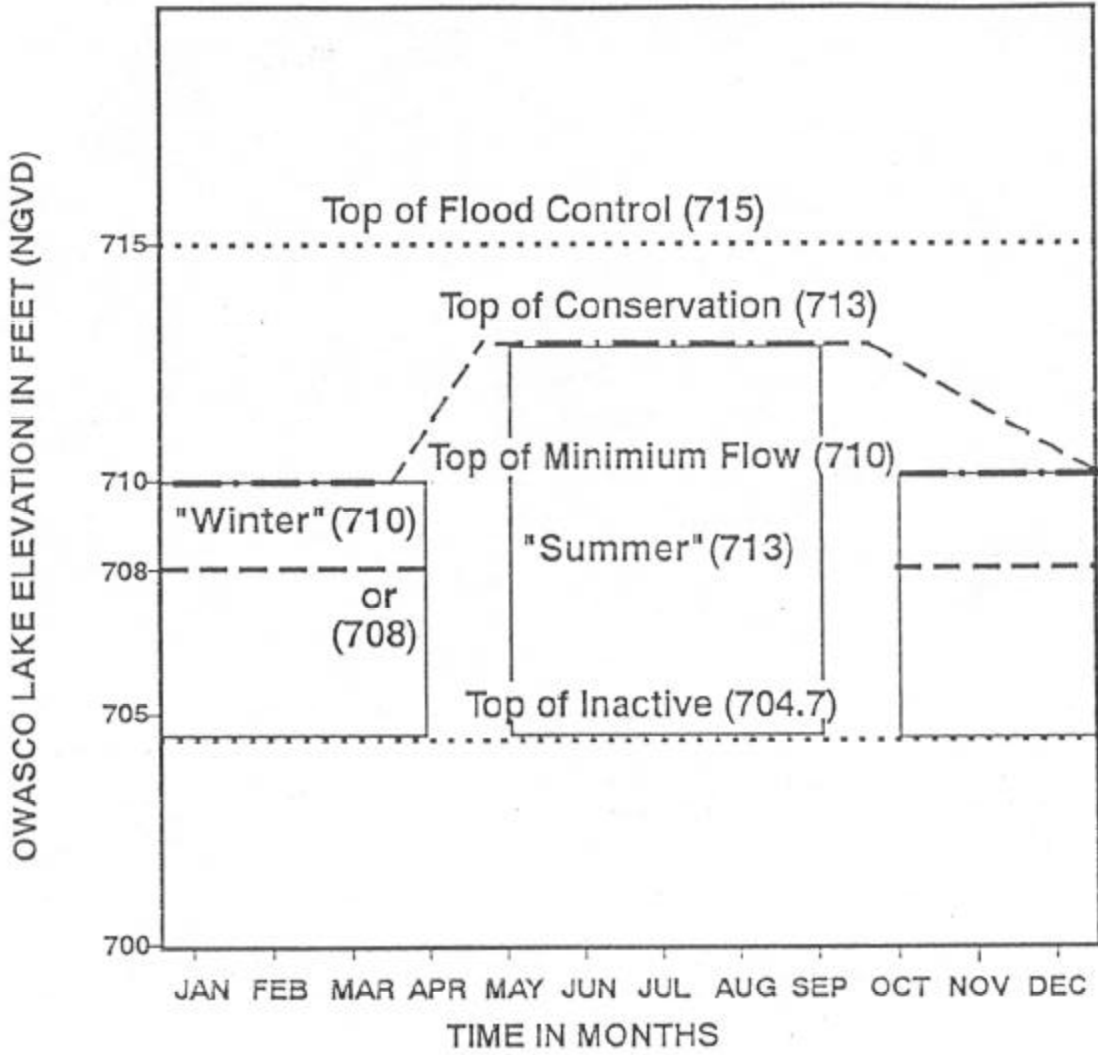 OWASCO LAKE ELEVATION IN FEET (NGVD)
Top of Flood Control (715)
715
Top of Conservation (713)
Top of Minimium Flow (710)
710
"Winter" (710)
"Summer" (713)
708
or
(708)
Top of Inactive (704.7)
705
700
JAN FEB MAR APR MAY JUN JUL AUG SEP OCT NOV DEC
TIME IN MONTHS